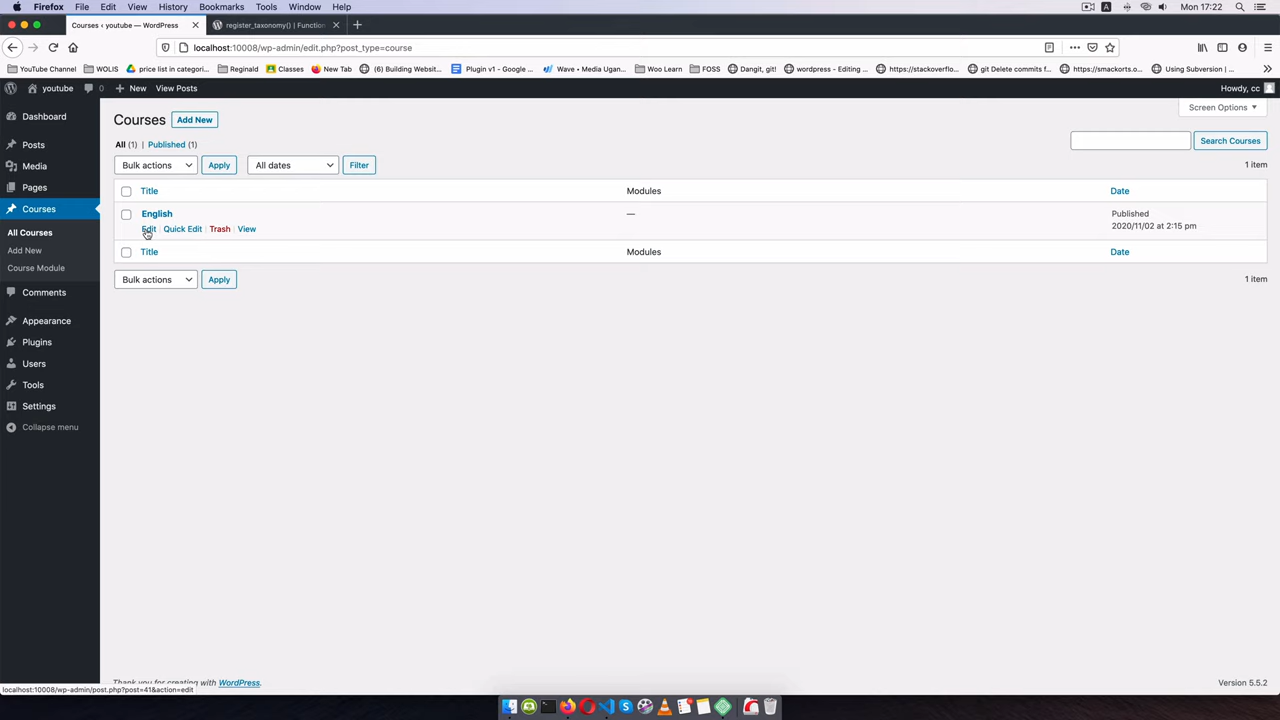 Firefox File Edit View History Bookmarks Tools Window Help Mon 17:22
Courses ‹ youtube — WordPress register_taxonomy() | Function
localhost:10008/wp-admin/edit.php?post_type=course
YouTube Channel WOLIS price list in categori... Reginald Classes New Tab (6) Building Websit... Plugin v1 - Google ... Wave • Media Ugan... Woo Learn FOSS Dangit, git! wordpress - Editing ... https://stackoverflo... git Delete commits f... https://smackorts.o... Using Subversion (...
youtube 0 New View Posts Howdy, cc
Screen Options
Dashboard
Posts
Media
Pages
Courses
All Courses
Add New
Course Module
Comments
Appearance
Plugins
Users
Tools
Settings
Collapse menu
Courses Add New
All (1) | Published (1)
Search Courses
Bulk actions Apply All dates Filter
1 item
Title Modules Date
English — Published
Edit | Quick Edit | Trash | View 2020/11/02 at 2:15 pm
Title Modules Date
Bulk actions Apply 1 item
Thank you for creating with WordPress. Version 5.5.2
localhost:10008/wp-admin/post.php?post=41&action=edit